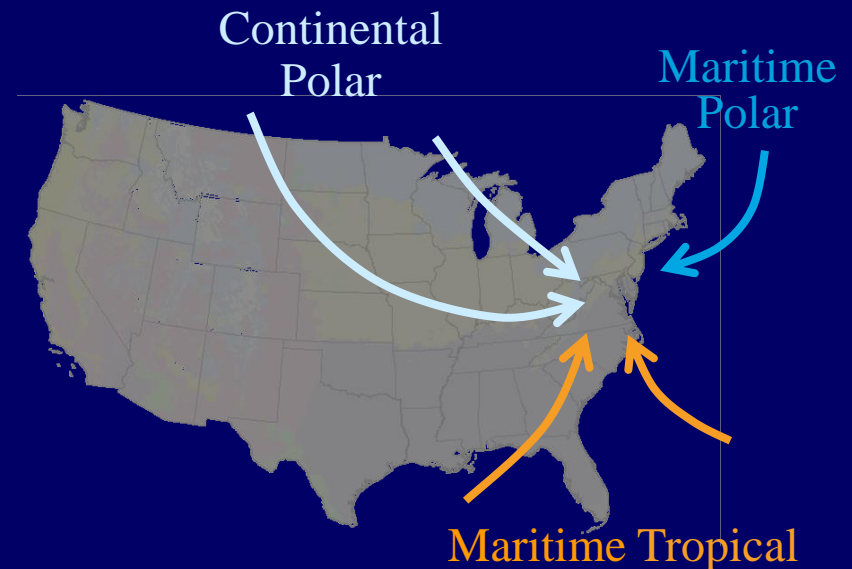 Continental
Polar
Maritime
Polar
Maritime Tropical